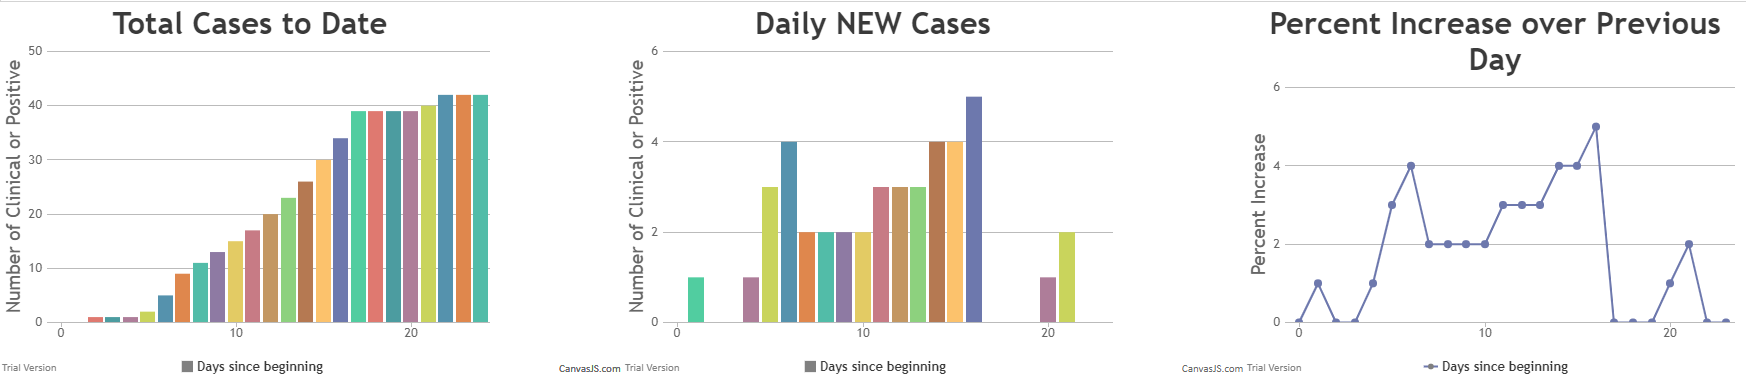 Total Cases to Date
Number of Clinical or Positive
50
40
30
20
10
0
0
10
20
Days since beginning
Trial Version
CanvasJS.com
Daily NEW Cases
Number of Clinical or Positive
6
4
2
0
0
10
20
Days since beginning
Trial Version
CanvasJS.com
Percent Increase over Previous
Day
Percent Increase
6
4
2
0
0
10
20
Days since beginning
Trial Version